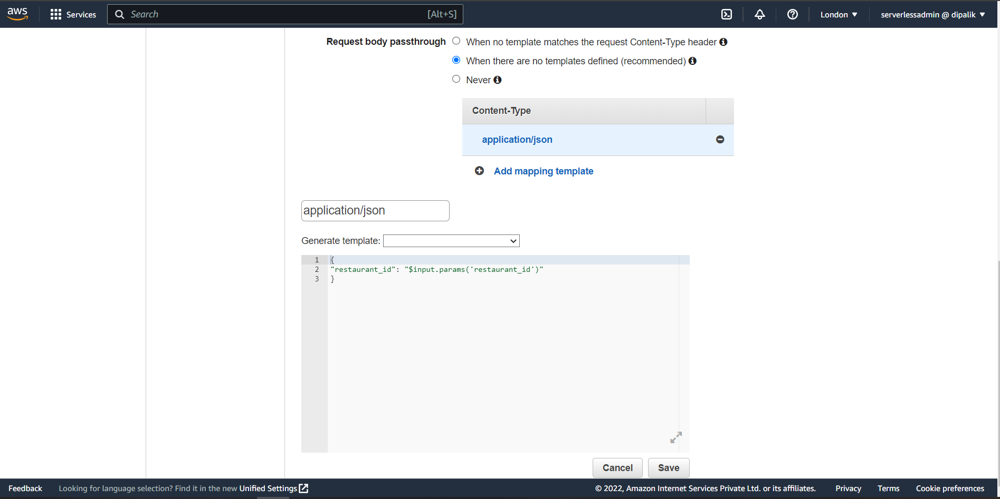 aws Services Search [Alt+S] London serverlessadmin @ dipalik
Request body passthrough When no template matches the request Content-Type header
When there are no templates defined (recommended)
Never
Content-Type
application/json
Add mapping template
application/json
Generate template:
1 {
2 "restaurant_id": "$input.params('restaurant_id')"
3 }
Cancel Save
Feedback Looking for language selection? Find it in the new Unified Settings © 2022, Amazon Internet Services Private Ltd. or its affiliates. Privacy Terms Cookie preferences